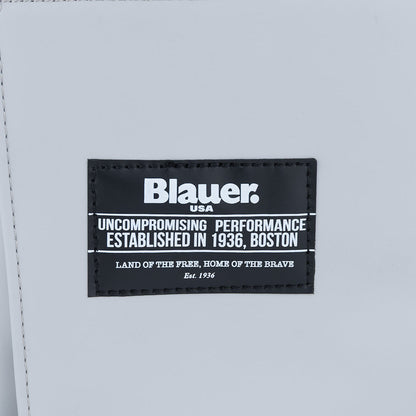 Blauer.
USA
UNCOMPROMISING PERFORMANCE
ESTABLISHED IN 1936, BOSTON
LAND OF THE FREE, HOME OF THE BRAVE
Est. 1936